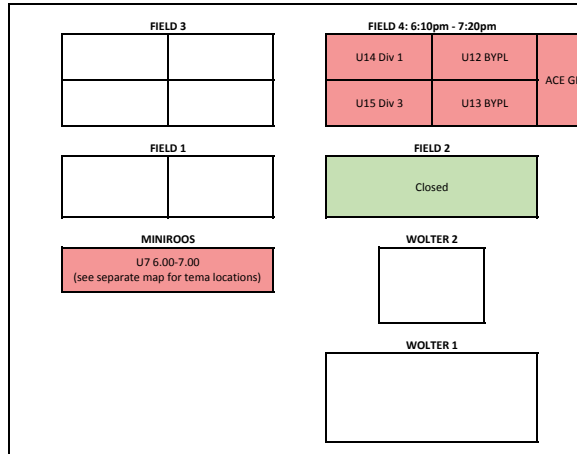 FIELD 3
FIELD 4: 6:10pm - 7:20pm
U14 Div 1
U12 BYPL
ACE
U15 Div 3
U13 BYPL
FIELD 1
FIELD 2
Closed
MINIROOS
U7 6.00-7.00
(see separate map for tema locations)
WOLTER 2
WOLTER 1